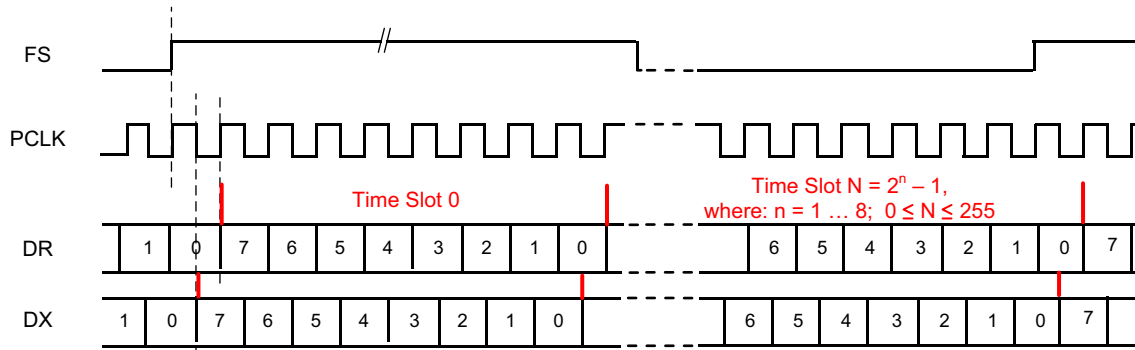 FS
PCLK
Time Slot 0
Time Slot N = 2ⁿ – 1,
where: n = 1 … 8; 0 ≤ N ≤ 255
DR 1 0 7 6 5 4 3 2 1 0 6 5 4 3 2 1 0 7
DX 1 0 7 6 5 4 3 2 1 0 6 5 4 3 2 1 0 7